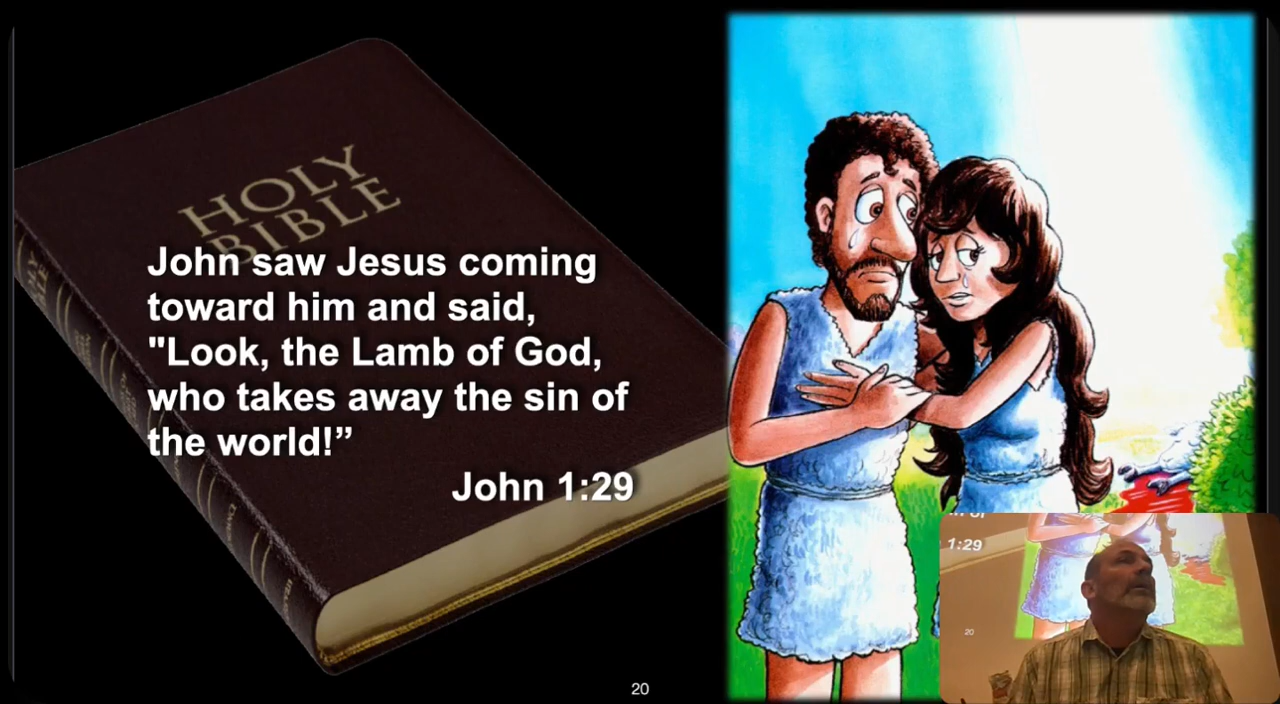 HOLY
BIBLE
John saw Jesus coming
toward him and said,
"Look, the Lamb of God,
who takes away the sin of
the world!”
John 1:29
20
1:29
20